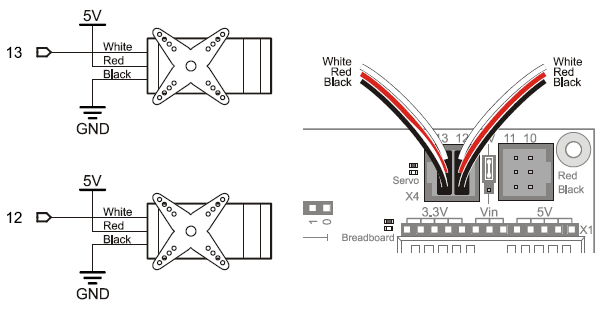 5V
13
White
Red
Black
GND
5V
12
White
Red
Black
GND
White
Red
Black
White
Red
Black
13 12 V 11 10
Red
Black
Servo
X4
3.3V Vin 5V
X1
1 0
Breadboard